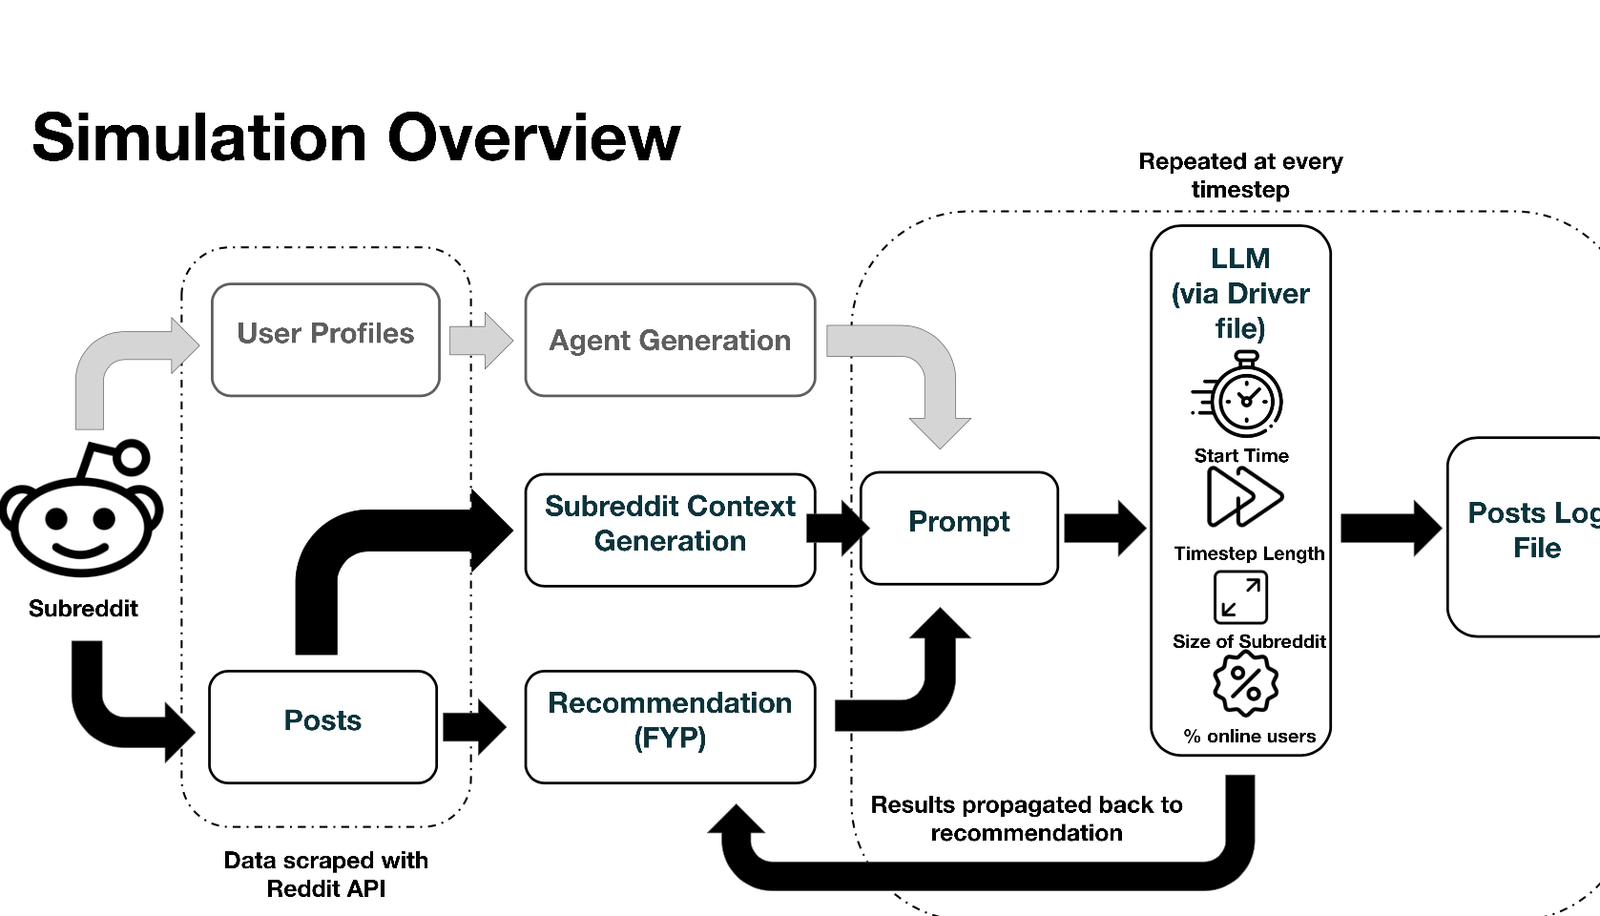 Simulation Overview
Repeated at every
timestep
LLM
(via Driver
file)
User Profiles
Agent Generation
Start Time
Subreddit Context
Generation
Prompt
Posts Log
File
Timestep Length
Subreddit
Size of Subreddit
Posts
Recommendation
(FYP)
% online users
Results propagated back to
recommendation
Data scraped with
Reddit API